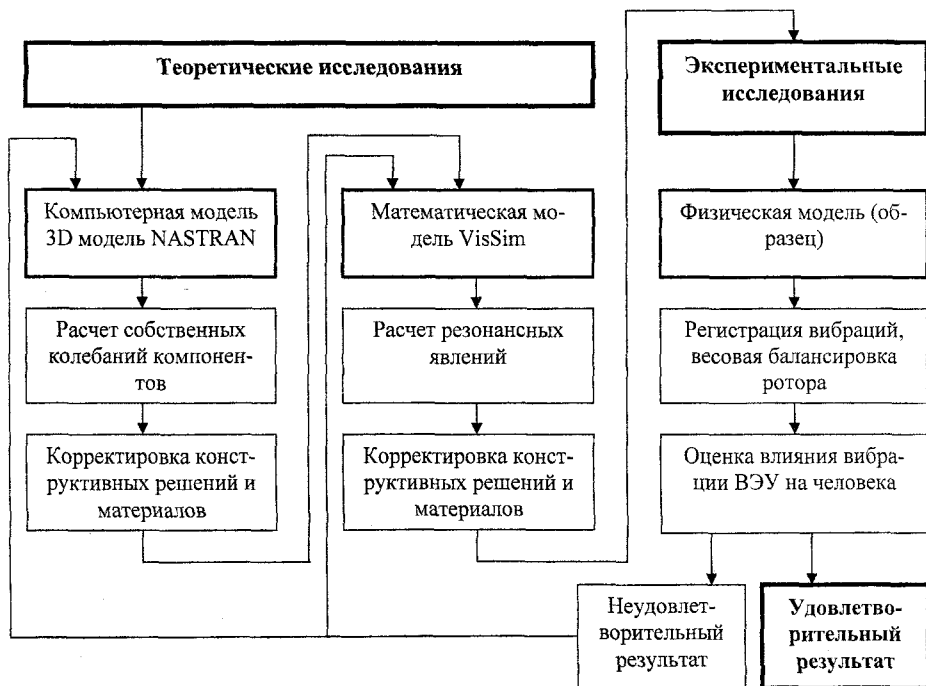 Теоретические исследования
Компьютерная модель
3D модель NASTRAN
Расчет собственных
колебаний компонен-
тов
Корректировка конст-
руктивных решений и
материалов
Математическая мо-
дель VisSim
Расчет резонансных
явлений
Корректировка конст-
руктивных решений и
материалов
Экспериментальные
исследования
Физическая модель (об-
разец)
Регистрация вибраций,
весовая балансировка
ротора
Оценка влияния вибра-
ции ВЭУ на человека
Неудовлет-
ворительный
результат
Удовлетво-
рительный
результат